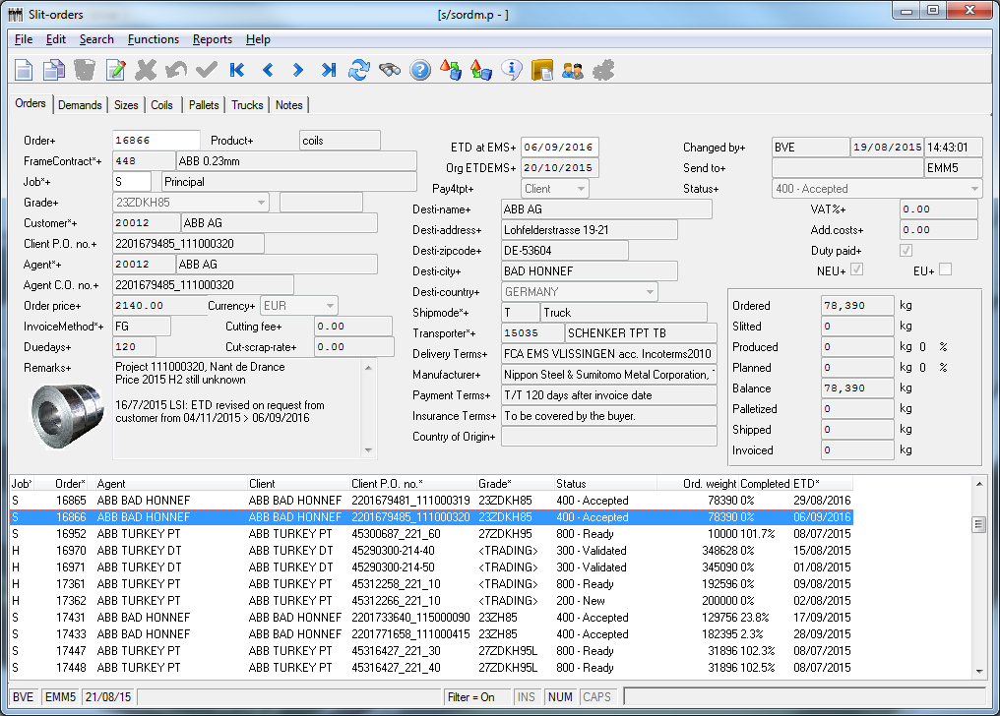 Slit-orders [s/sordm.p - ]
File Edit Search Functions Reports Help
Orders Demands Sizes Coils Pallets Trucks Notes
Order+ 16866 Product+ coils
FrameContract*+ 448 ABB 0.23mm
Job*+ S Principal
Grade+ 23ZDKH85
Customer*+ 20012 ABB AG
Client P.O. no.+ 2201679485_111000320
Agent*+ 20012 ABB AG
Agent C.O. no.+ 2201679485_111000320
Order price+ 2140.00 Currency+ EUR
InvoiceMethod*+ FG Cutting fee+ 0.00
Duedays+ 120 Cut-scrap-rate+ 0.00
Remarks+ Project 111000320, Nant de Drance
Price 2015 H2 still unknown
16/7/2015 LSI: ETD revised on request from
customer from 04/11/2015 > 06/09/2016
ETD at EMS+ 06/09/2016
Org ETDEMS+ 20/10/2015
Pay4tpt+ Client
Desti-name+ ABB AG
Desti-address+ Lohfelderstrasse 19-21
Desti-zipcode+ DE-53604
Desti-city+ BAD HONNEF
Desti-country+ GERMANY
Shipmode*+ T Truck
Transporter*+ 15035 SCHENKER TPT TB
Delivery Terms+ FCA EMS VLISSINGEN acc. Incoterms2010
Manufacturer+ Nippon Steel & Sumitomo Metal Corporation,
Payment Terms+ T/T 120 days after invoice date
Insurance Terms+ To be covered by the buyer.
Country of Origin+
Changed by+ BVE 19/08/2015 14:43:01
Send to+ EMM5
Status+ 400 - Accepted
VAT%+ 0.00
Add.costs+ 0.00
Duty paid+
NEU+ EU+
Ordered 78,390 kg
Slitted 0 kg
Produced 0 kg 0 %
Planned 0 kg 0 %
Balance 78,390 kg
Palletized 0 kg
Shipped 0 kg
Invoiced 0 kg
Job* Order* Agent Client Client P.O. no.* Grade* Status Ord. weight Completed ETD*
S 16865 ABB BAD HONNEF ABB BAD HONNEF 2201679481_111000319 23ZDKH85 400 - Accepted 78390 0% 29/08/2016
S 16866 ABB BAD HONNEF ABB BAD HONNEF 2201679485_111000320 23ZDKH85 400 - Accepted 78390 0% 06/09/2016
S 16952 ABB TURKEY PT ABB TURKEY PT 45300687_221_60 27ZDKH95 800 - Ready 10000 101.7% 08/07/2015
H 16970 ABB TURKEY DT ABB TURKEY DT 45290300-214-40 <TRADING> 300 - Validated 348628 0% 15/08/2015
H 16971 ABB TURKEY DT ABB TURKEY DT 45290300-214-50 <TRADING> 300 - Validated 345090 0% 01/08/2015
H 17361 ABB TURKEY PT ABB TURKEY PT 45312258_221_10 <TRADING> 800 - Ready 192596 0% 09/08/2015
H 17362 ABB TURKEY PT ABB TURKEY PT 45312266_221_10 <TRADING> 200 - New 200000 0% 02/08/2015
S 17431 ABB BAD HONNEF ABB BAD HONNEF 2201733640_115000090 23ZH85 400 - Accepted 129756 23.8% 17/09/2015
S 17433 ABB BAD HONNEF ABB BAD HONNEF 2201771658_111000415 23ZH85 400 - Accepted 182395 2.3% 28/09/2015
S 17447 ABB TURKEY PT ABB TURKEY PT 45316427_221_30 27ZDKH95L 800 - Ready 31896 102.3% 08/07/2015
S 17448 ABB TURKEY PT ABB TURKEY PT 45316427_221_40 27ZDKH95L 800 - Ready 31896 102.5% 08/07/2015
BVE EMM5 21/08/15 Filter = On INS NUM CAPS